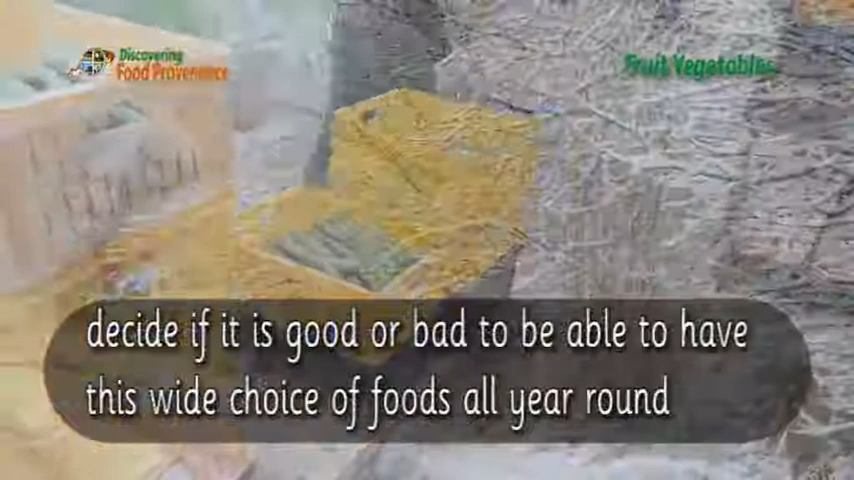 Discovering
Food Provenance
Fruit Vegetables
decide if it is good or bad to be able to have
this wide choice of foods all year round